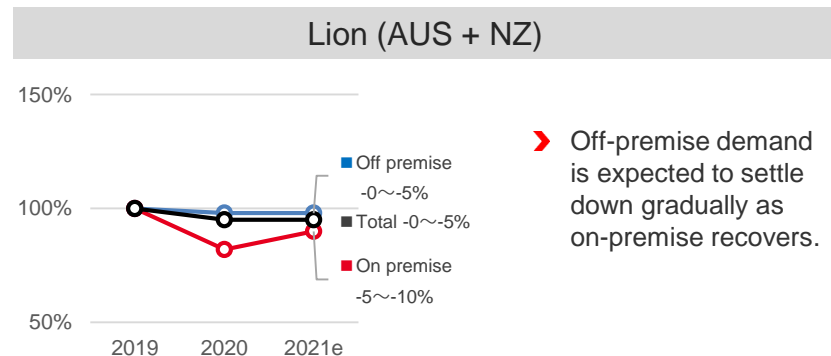 Lion (AUS + NZ)
150%
100%
50%
2019
2020
2021e
Off premise
-0～-5%
Total -0～-5%
On premise
-5～-10%
Off-premise demand
is expected to settle
down gradually as
on-premise recovers.